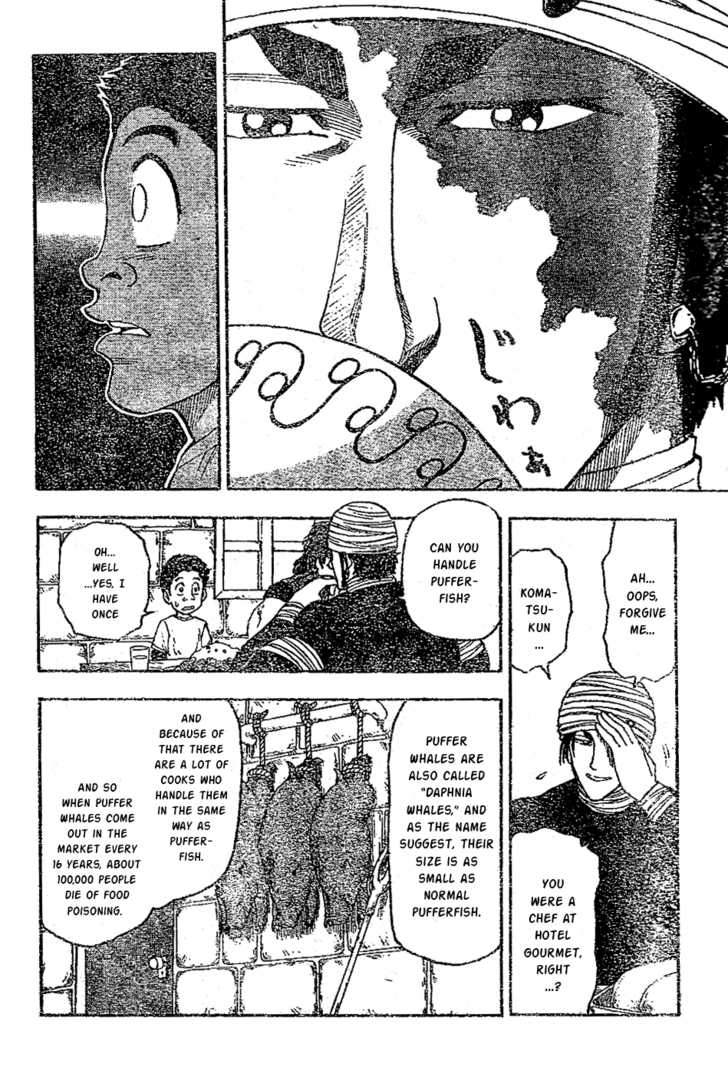 じわぁ
AH...
OOPS,
FORGIVE
ME...
KOMA-
TSU-
KUN
...
YOU
WERE A
CHEF AT
HOTEL
GOURMET,
RIGHT
...?
CAN YOU
HANDLE
PUFFER-
FISH?
OH...
WELL
...YES, I
HAVE
ONCE
PUFFER
WHALES ARE
ALSO CALLED
"DAPHNIA
WHALES," AND
AS THE NAME
SUGGEST, THEIR
SIZE IS AS
SMALL AS
NORMAL
PUFFERFISH.
AND
BECAUSE OF
THAT THERE
ARE A LOT OF
COOKS WHO
HANDLE THEM
IN THE SAME
WAY AS
PUFFER-
FISH.
AND SO
WHEN PUFFER
WHALES COME
OUT IN THE
MARKET EVERY
16 YEARS, ABOUT
100,000 PEOPLE
DIE OF FOOD
POISONING.